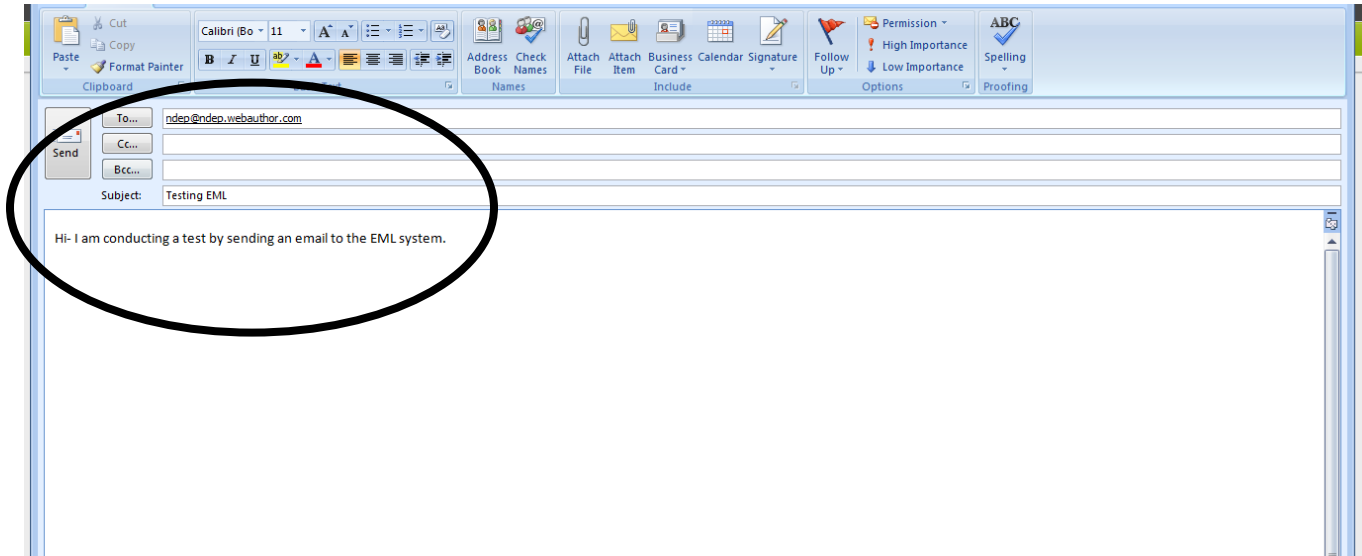 Cut
Copy
Paste
Format Painter
Clipboard
Calibri (Bo 11 A A
B I U ab A
Text
Address Book
Check Names
Names
Attach File
Attach Item
Business Card
Calendar
Signature
Include
Follow Up
Permission
High Importance
Low Importance
Options
ABC
Spelling
Proofing
Send
To...
ndep@ndep.webauthor.com
Cc...
Bcc...
Subject:
Testing EML
Hi- I am conducting a test by sending an email to the EML system.